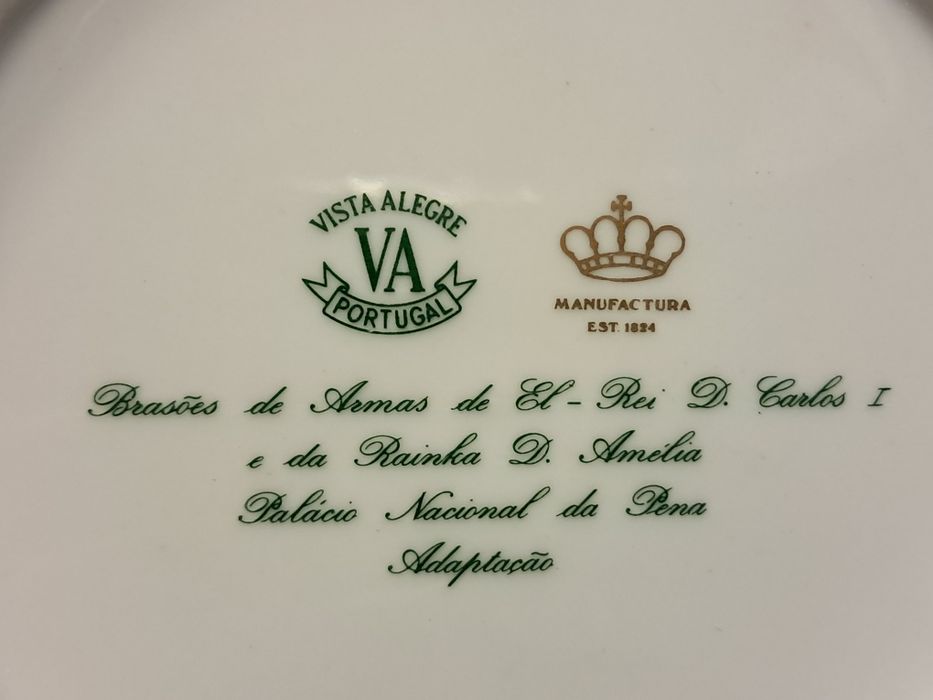 VISTA ALEGRE
VA
PORTUGAL
MANUFACTURA
EST. 1824
Brasões de Armas de El-Rei D. Carlos I
e da Rainha D. Amélia
Palácio Nacional da Pena
Adaptação